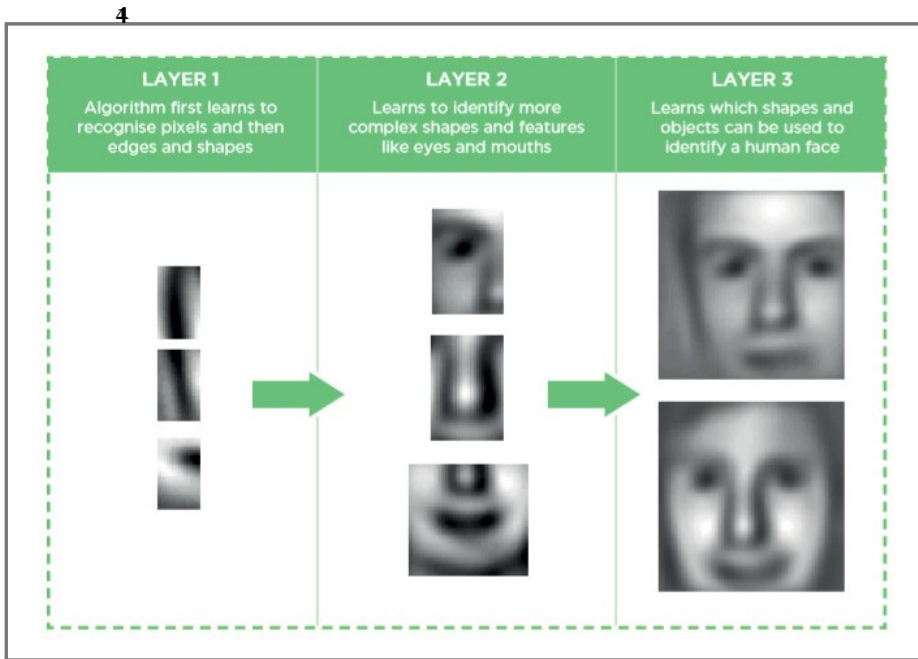 4
LAYER 1
Algorithm first learns to
recognise pixels and then
edges and shapes
LAYER 2
Learns to identify more
complex shapes and features
like eyes and mouths
LAYER 3
Learns which shapes and
objects can be used to
identify a human face